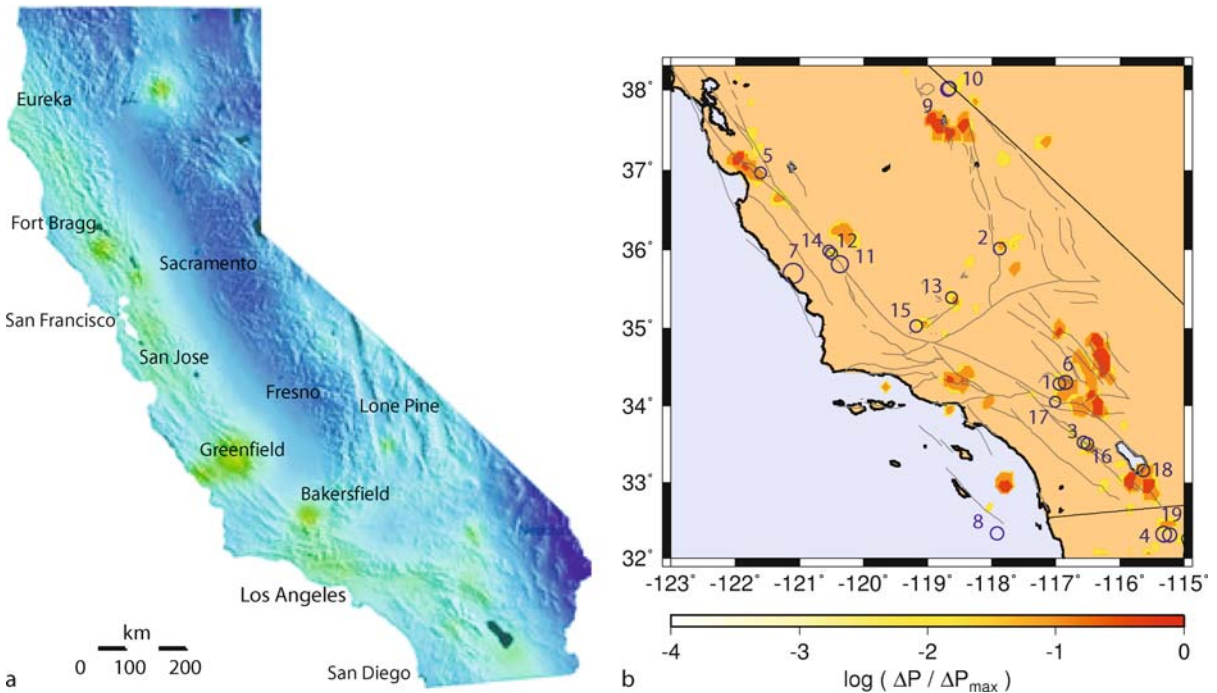 Eureka
Fort Bragg
Sacramento
San Francisco
San Jose
Fresno
Lone Pine
Greenfield
Bakersfield
Los Angeles
km
0 100 200
San Diego
a
38°
37°
36°
35°
34°
33°
32°
10
9
5
2
14
12
7
11
13
15
6
1
17
3
16
18
8
19
4
-123 -122° -121° -120° -119° -118° -117° -116° -115
-4 -3 -2 -1 0
log ( ΔP / ΔPmax )
b